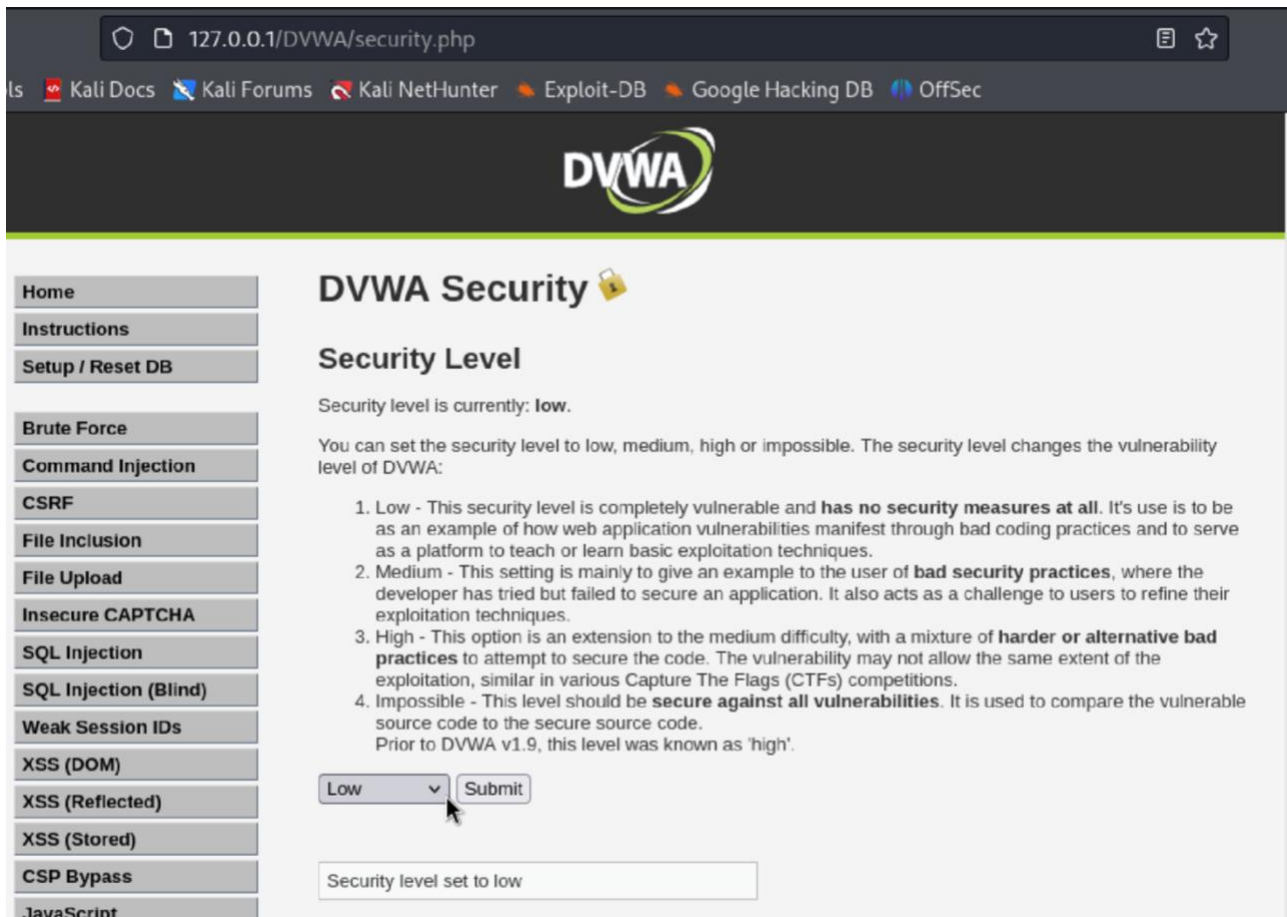 127.0.0.1/DVWA/security.php
ls Kali Docs Kali Forums Kali NetHunter Exploit-DB Google Hacking DB OffSec
DVWA
Home
Instructions
Setup / Reset DB
Brute Force
Command Injection
CSRF
File Inclusion
File Upload
Insecure CAPTCHA
SQL Injection
SQL Injection (Blind)
Weak Session IDs
XSS (DOM)
XSS (Reflected)
XSS (Stored)
CSP Bypass
JavaScript
DVWA Security
Security Level
Security level is currently: low.
You can set the security level to low, medium, high or impossible. The security level changes the vulnerability
level of DVWA:
1. Low - This security level is completely vulnerable and has no security measures at all. It's use is to be
as an example of how web application vulnerabilities manifest through bad coding practices and to serve
as a platform to teach or learn basic exploitation techniques.
2. Medium - This setting is mainly to give an example to the user of bad security practices, where the
developer has tried but failed to secure an application. It also acts as a challenge to users to refine their
exploitation techniques.
3. High - This option is an extension to the medium difficulty, with a mixture of harder or alternative bad
practices to attempt to secure the code. The vulnerability may not allow the same extent of the
exploitation, similar in various Capture The Flags (CTFs) competitions.
4. Impossible - This level should be secure against all vulnerabilities. It is used to compare the vulnerable
source code to the secure source code.
Prior to DVWA v1.9, this level was known as 'high'.
Low Submit
Security level set to low